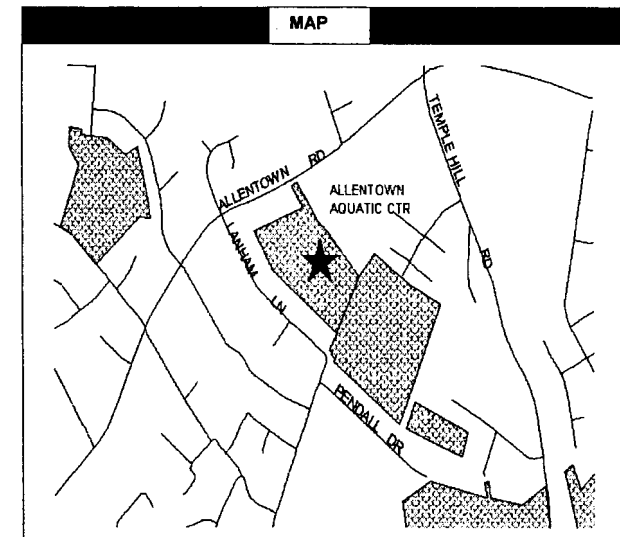 MAP
TEMPLE HILL RD
ALLENTOWN RD
ALLENTOWN
AQUATIC CTR
LANHAM LN
PENDALL DR